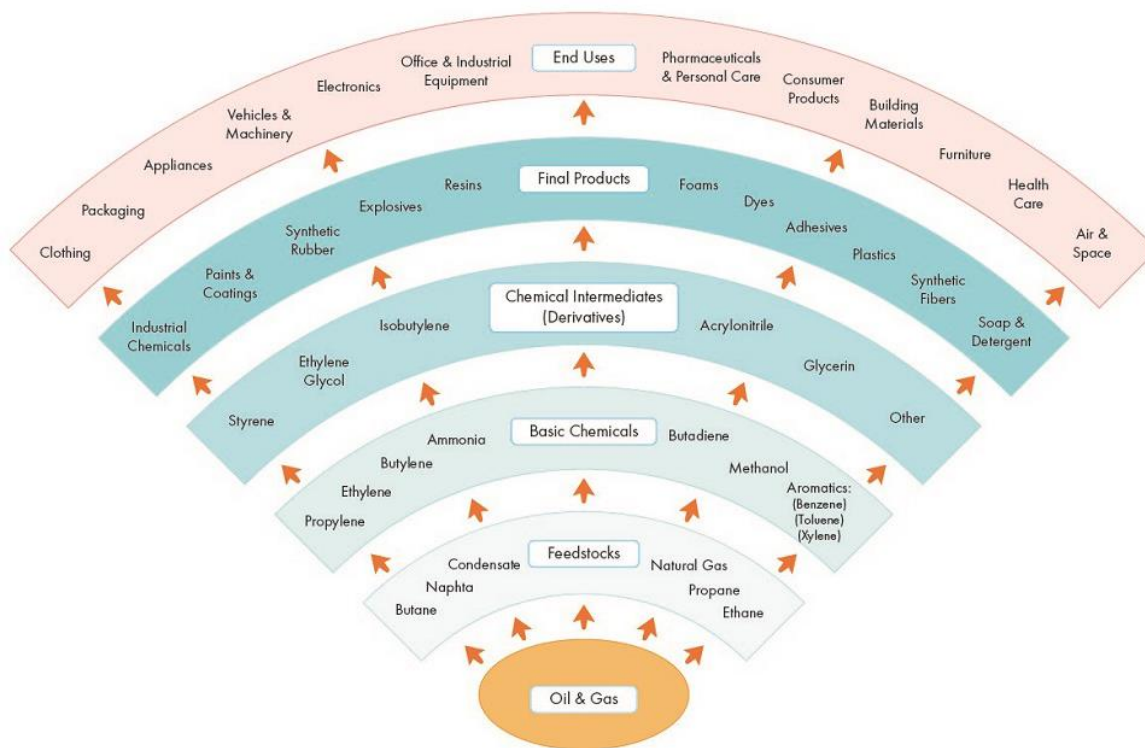 End Uses
Clothing
Packaging
Appliances
Vehicles &
Machinery
Electronics
Office & Industrial
Equipment
Pharmaceuticals
& Personal Care
Consumer
Products
Building
Materials
Furniture
Health
Care
Air &
Space
Final Products
Industrial
Chemicals
Paints &
Coatings
Synthetic
Rubber
Explosives
Resins
Foams
Dyes
Adhesives
Plastics
Synthetic
Fibers
Soap &
Detergent
Chemical Intermediates
(Derivatives)
Styrene
Ethylene
Glycol
Isobutylene
Acrylonitrile
Glycerin
Other
Basic Chemicals
Propylene
Ethylene
Butylene
Ammonia
Butadiene
Methanol
Aromatics:
(Benzene)
(Toluene)
(Xylene)
Feedstocks
Butane
Naphta
Condensate
Natural Gas
Propane
Ethane
Oil & Gas